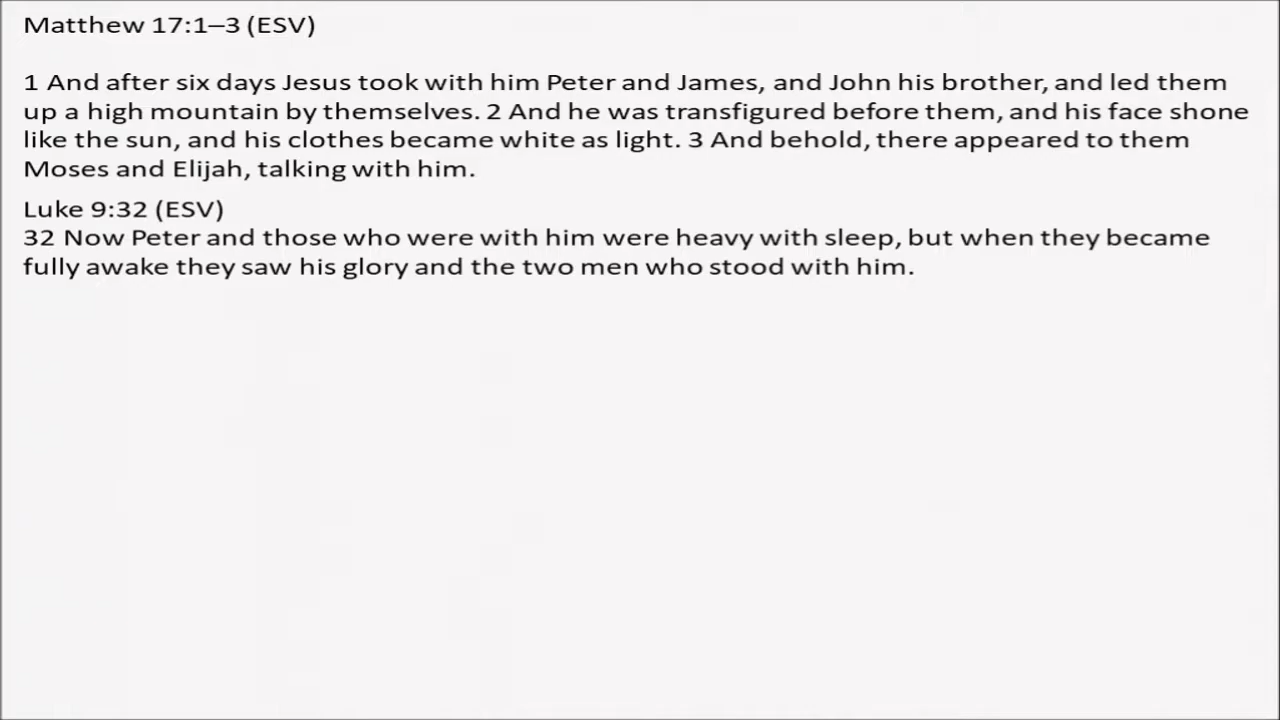 Matthew 17:1–3 (ESV)
1 And after six days Jesus took with him Peter and James, and John his brother, and led them
up a high mountain by themselves. 2 And he was transfigured before them, and his face shone
like the sun, and his clothes became white as light. 3 And behold, there appeared to them
Moses and Elijah, talking with him.
Luke 9:32 (ESV)
32 Now Peter and those who were with him were heavy with sleep, but when they became
fully awake they saw his glory and the two men who stood with him.